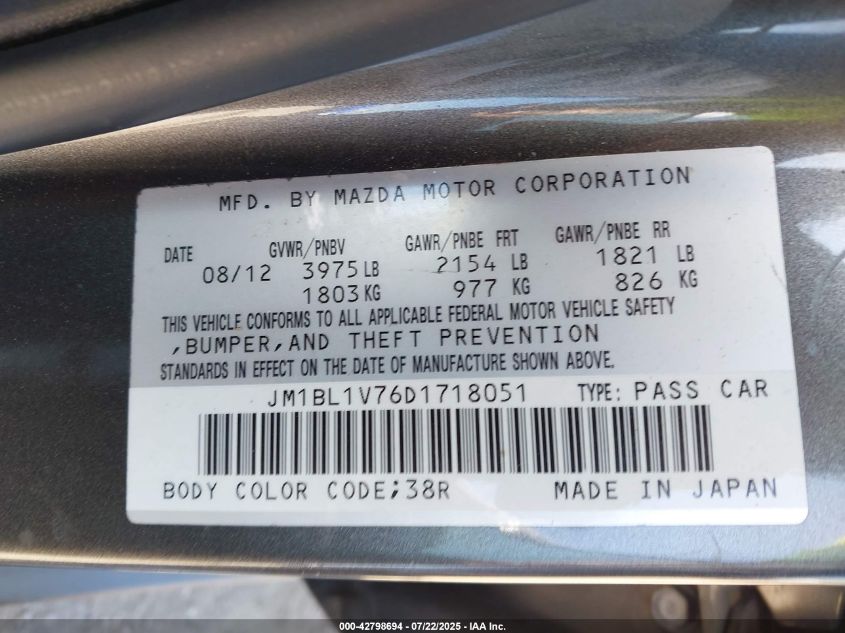 MFD. BY MAZDA MOTOR CORPORATION
DATE GVWR/PNBV GAWR/PNBE FRT GAWR/PNBE RR
08/12 3975 LB 2154 LB 1821 LB
1803 KG 977 KG 826 KG
THIS VEHICLE CONFORMS TO ALL APPLICABLE FEDERAL MOTOR VEHICLE SAFETY
,BUMPER,AND THEFT PREVENTION
STANDARDS IN EFFECT ON THE DATE OF MANUFACTURE SHOWN ABOVE.
JM1BL1V76D1718051 TYPE: PASS CAR
BODY COLOR CODE;38R MADE IN JAPAN
000-42798694 - 07/22/2025 - IAA Inc.